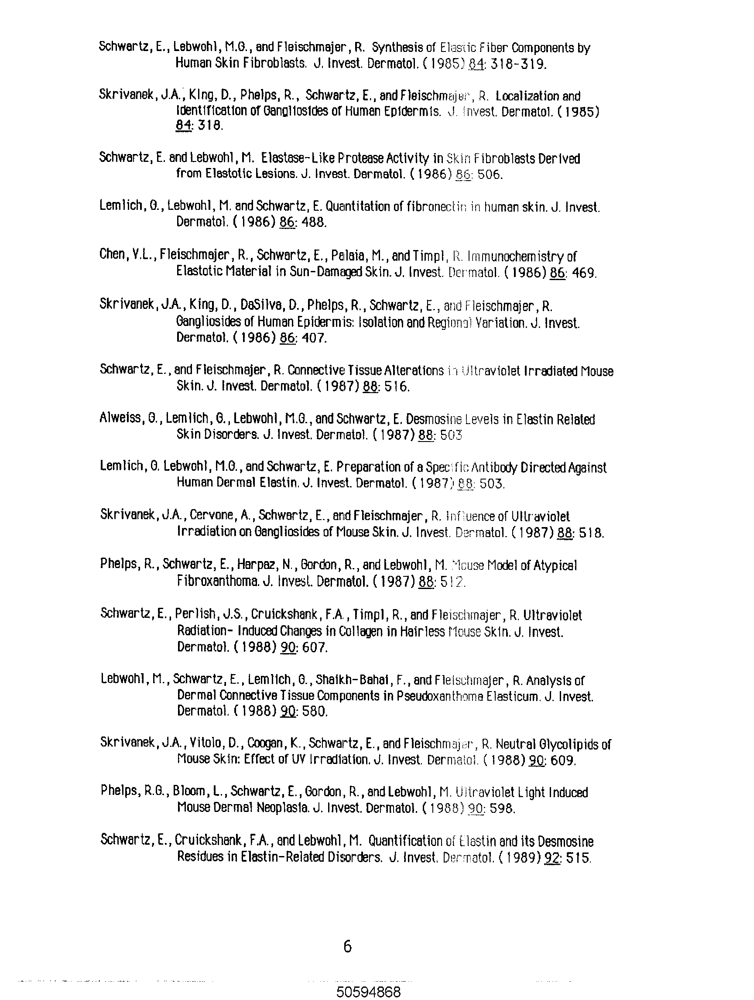 Schwartz, E., Lebwohl, M.G., and Fleischmajer, R. Synthesis of Elastic Fiber Components by
Human Skin Fibroblasts. J. Invest. Dermatol. (1985) 84: 318-319.
Skrivanek, J.A., King, D., Phelps, R., Schwartz, E., and Fleischmajer, R. Localization and
Identification of Gangliosides of Human Epidermis. J. Invest. Dermatol. (1985)
84: 318.
Schwartz, E. and Lebwohl, M. Elastase-Like Protease Activity in Skin Fibroblasts Derived
from Elastotic Lesions. J. Invest. Dermatol. (1986) 86: 506.
Lemlich, G., Lebwohl, M. and Schwartz, E. Quantitation of fibronectin in human skin. J. Invest.
Dermatol. (1986) 86: 488.
Chen, V.L., Fleischmajer, R., Schwartz, E., Palaia, M., and Timpl, R. Immunochemistry of
Elastotic Material in Sun-Damaged Skin. J. Invest. Dermatol. (1986) 86: 469.
Skrivanek, J.A., King, D., DaSilva, D., Phelps, R., Schwartz, E., and Fleischmajer, R.
Gangliosides of Human Epidermis: Isolation and Regional Variation. J. Invest.
Dermatol. (1986) 86: 407.
Schwartz, E., and Fleischmajer, R. Connective Tissue Alterations in Ultraviolet Irradiated Mouse
Skin. J. Invest. Dermatol. (1987) 88: 516.
Alweiss, G., Lemlich, G., Lebwohl, M.G., and Schwartz, E. Desmosine Levels in Elastin Related
Skin Disorders. J. Invest. Dermatol. (1987) 88: 503
Lemlich, G. Lebwohl, M.G., and Schwartz, E. Preparation of a Specific Antibody Directed Against
Human Dermal Elastin. J. Invest. Dermatol. (1987) 88: 503.
Skrivanek, J.A., Cervone, A., Schwartz, E., and Fleischmajer, R. Influence of Ultraviolet
Irradiation on Gangliosides of Mouse Skin. J. Invest. Dermatol. (1987) 88: 518.
Phelps, R., Schwartz, E., Harpaz, N., Gordon, R., and Lebwohl, M. Mouse Model of Atypical
Fibroxanthoma. J. Invest. Dermatol. (1987) 88: 512.
Schwartz, E., Perlish, J.S., Cruickshank, F.A., Timpl, R., and Fleischmajer, R. Ultraviolet
Radiation- Induced Changes in Collagen in Hairless Mouse Skin. J. Invest.
Dermatol. (1988) 90: 607.
Lebwohl, M., Schwartz, E., Lemlich, G., Shaikh-Bahai, F., and Fleischmajer, R. Analysis of
Dermal Connective Tissue Components in Pseudoxanthoma Elasticum. J. Invest.
Dermatol. (1988) 90: 580.
Skrivanek, J.A., Vitolo, D., Coogan, K., Schwartz, E., and Fleischmajer, R. Neutral Glycolipids of
Mouse Skin: Effect of UV Irradiation. J. Invest. Dermatol. (1988) 90: 609.
Phelps, R.G., Bloom, L., Schwartz, E., Gordon, R., and Lebwohl, M. Ultraviolet Light Induced
Mouse Dermal Neoplasia. J. Invest. Dermatol. (1988) 90: 598.
Schwartz, E., Cruickshank, F.A., and Lebwohl, M. Quantification of Elastin and its Desmosine
Residues in Elastin-Related Disorders. J. Invest. Dermatol. (1989) 92: 515.
6
50594868